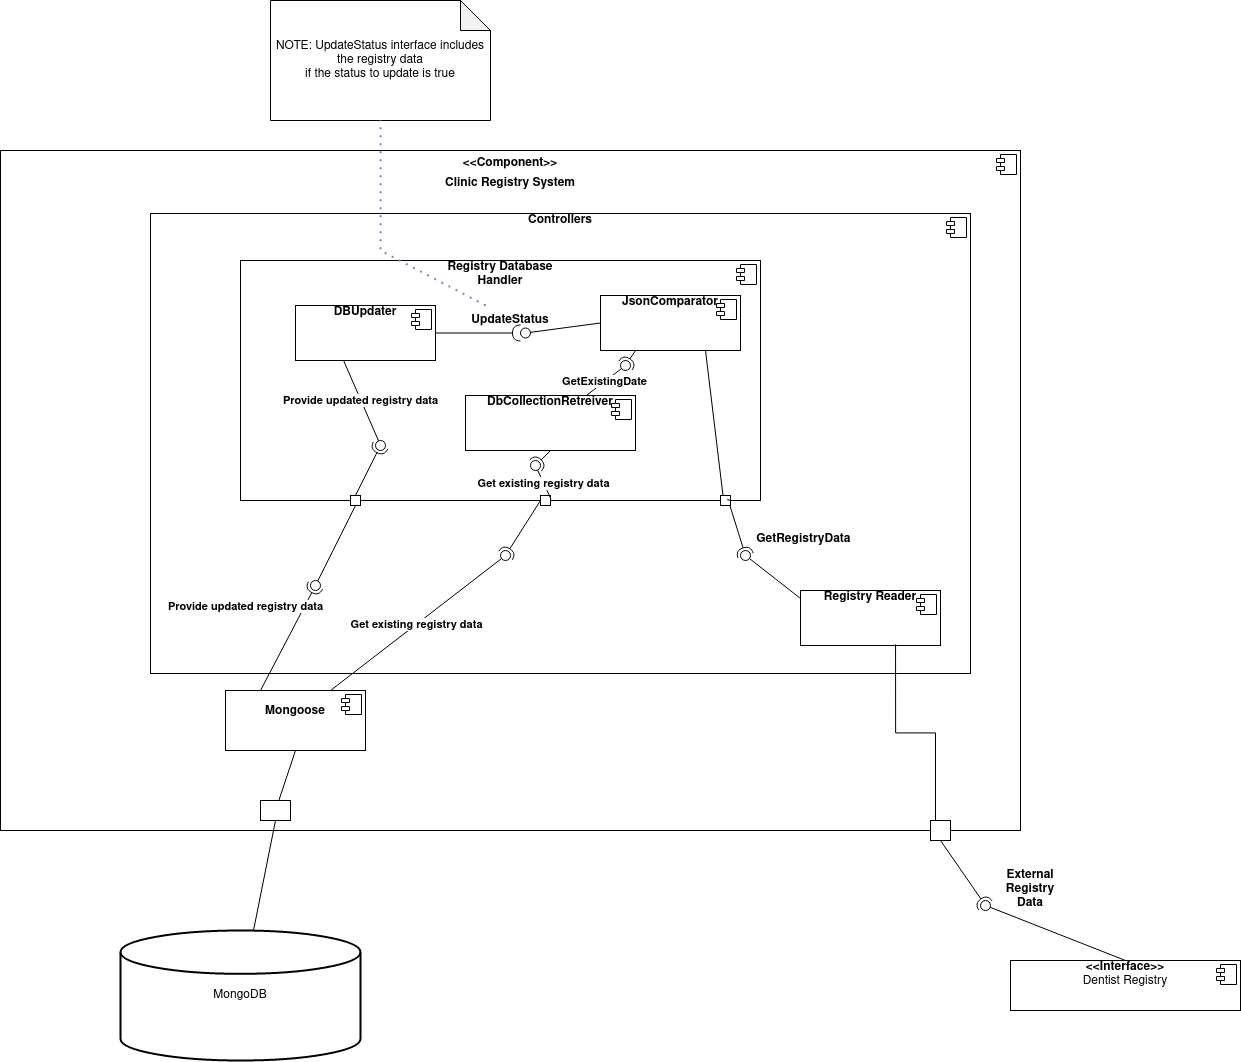 NOTE: UpdateStatus interface includes
the registry data
if the status to update is true
<<Component>>
Clinic Registry System
Controllers
Registry Database
Handler
DBUpdater
UpdateStatus
JsonComparator
GetExistingDate
Provide updated registry data
DbCollectionRetreiver
Get existing registry data
GetRegistryData
Registry Reader
Provide updated registry data
Get existing registry data
Mongoose
External
Registry
Data
<<Interface>>
Dentist Registry
MongoDB